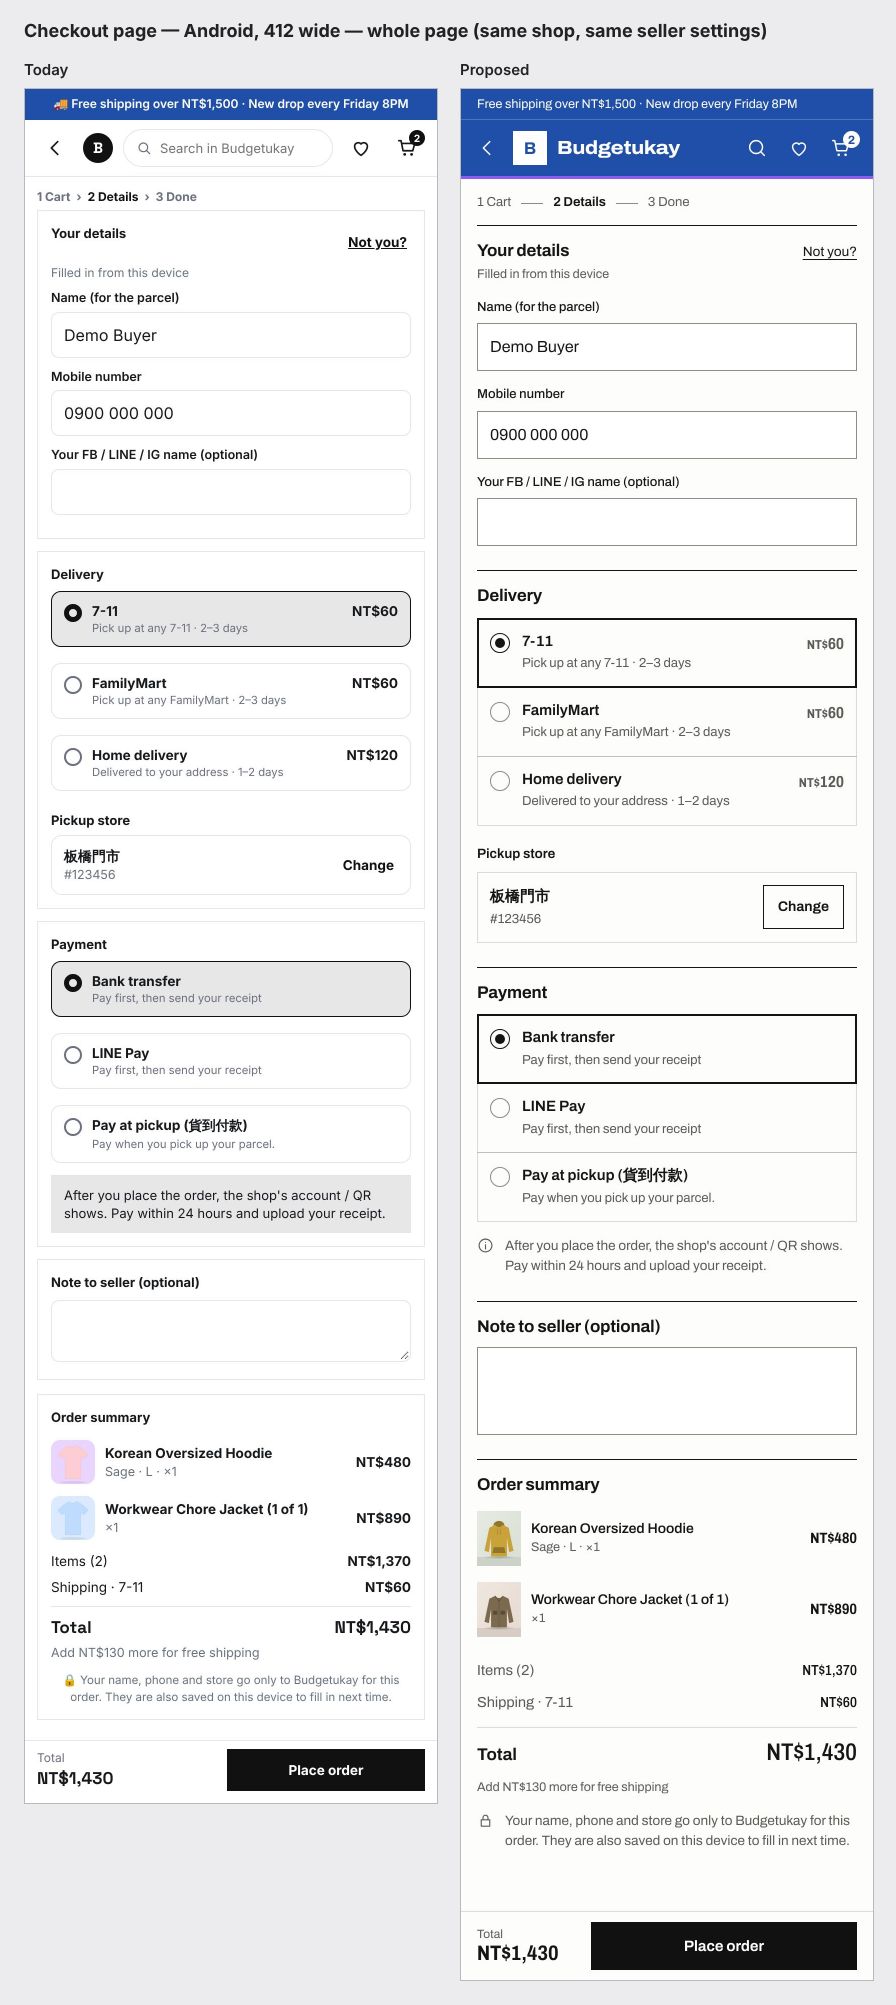 Checkout page — Android, 412 wide — whole page (same shop, same seller settings)
Today
🚚 Free shipping over NT$1,500 · New drop every Friday 8PM
B
Search in Budgetukay
2
1 Cart › 2 Details › 3 Done
Your details
Not you?
Filled in from this device
Name (for the parcel)
Demo Buyer
Mobile number
0900 000 000
Your FB / LINE / IG name (optional)
Delivery
7-11 NT$60
Pick up at any 7-11 · 2–3 days
FamilyMart NT$60
Pick up at any FamilyMart · 2–3 days
Home delivery NT$120
Delivered to your address · 1–2 days
Pickup store
板橋門市
#123456
Change
Payment
Bank transfer
Pay first, then send your receipt
LINE Pay
Pay first, then send your receipt
Pay at pickup (貨到付款)
Pay when you pick up your parcel.
After you place the order, the shop's account / QR
shows. Pay within 24 hours and upload your receipt.
Note to seller (optional)
Order summary
Korean Oversized Hoodie NT$480
Sage · L · ×1
Workwear Chore Jacket (1 of 1) NT$890
×1
Items (2) NT$1,370
Shipping · 7-11 NT$60
Total NT$1,430
Add NT$130 more for free shipping
🔒 Your name, phone and store go only to Budgetukay for this
order. They are also saved on this device to fill in next time.
Total
NT$1,430
Place order
Proposed
Free shipping over NT$1,500 · New drop every Friday 8PM
B Budgetukay
2
1 Cart — 2 Details — 3 Done
Your details
Not you?
Filled in from this device
Name (for the parcel)
Demo Buyer
Mobile number
0900 000 000
Your FB / LINE / IG name (optional)
Delivery
7-11 NT$60
Pick up at any 7-11 · 2–3 days
FamilyMart NT$60
Pick up at any FamilyMart · 2–3 days
Home delivery NT$120
Delivered to your address · 1–2 days
Pickup store
板橋門市
#123456
Change
Payment
Bank transfer
Pay first, then send your receipt
LINE Pay
Pay first, then send your receipt
Pay at pickup (貨到付款)
Pay when you pick up your parcel.
After you place the order, the shop's account / QR shows.
Pay within 24 hours and upload your receipt.
Note to seller (optional)
Order summary
Korean Oversized Hoodie NT$480
Sage · L · ×1
Workwear Chore Jacket (1 of 1) NT$890
×1
Items (2) NT$1,370
Shipping · 7-11 NT$60
Total NT$1,430
Add NT$130 more for free shipping
Your name, phone and store go only to Budgetukay for this
order. They are also saved on this device to fill in next time.
Total
NT$1,430
Place order